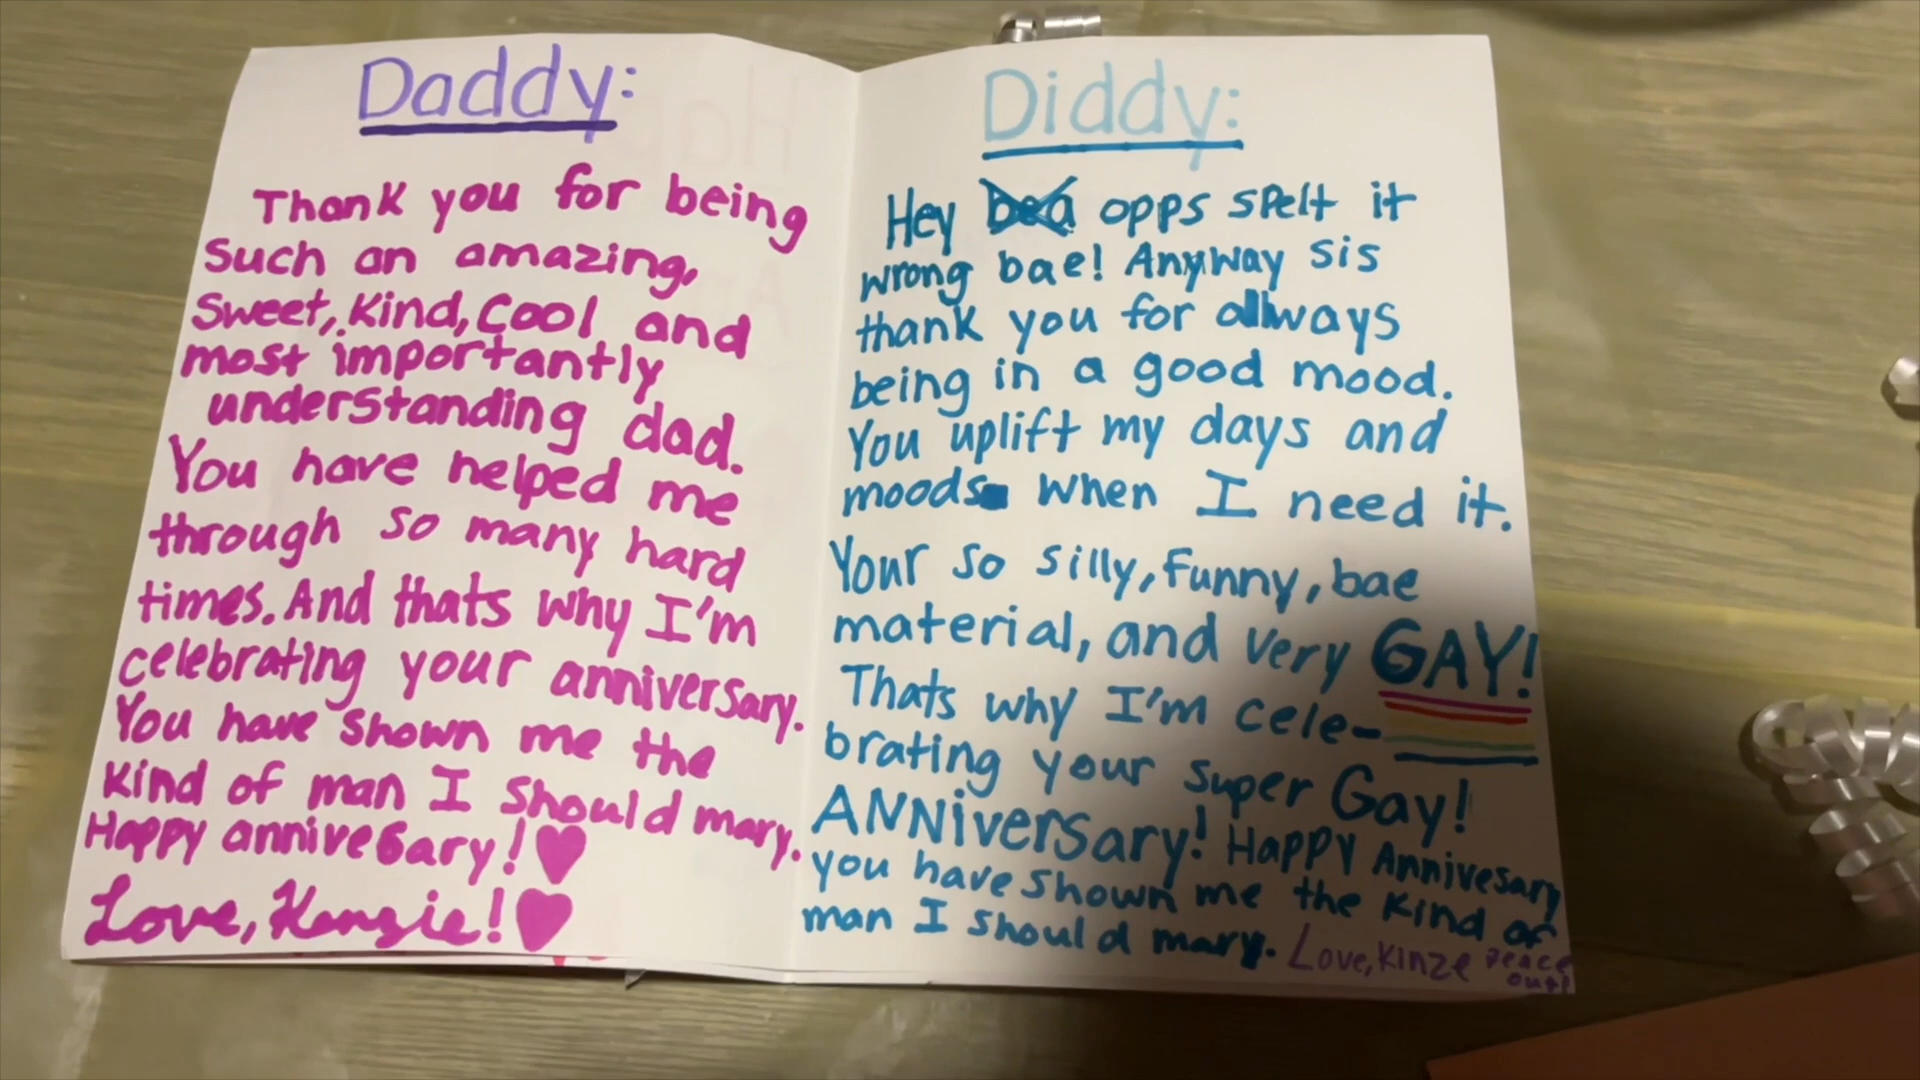 Daddy:
Thank you for being
such an amazing,
sweet, kind, cool and
most importantly
understanding dad.
You have helped me
through so many hard
times. And thats why I'm
celebrating your anniversary.
You have shown me the
kind of man I should mary.
Happy annivesary!
Love, Kenzie!
Diddy:
Hey bea opps spelt it
wrong bae! Anyway sis
thank you for always
being in a good mood.
You uplift my days and
moods when I need it.
Your so silly, funny, bae
material, and very GAY!
Thats why I'm cele-
brating your super Gay!
ANNiversary! Happy Annivesary
you have shown me the kind of
man I should mary. Love, Kinze
peace
out!